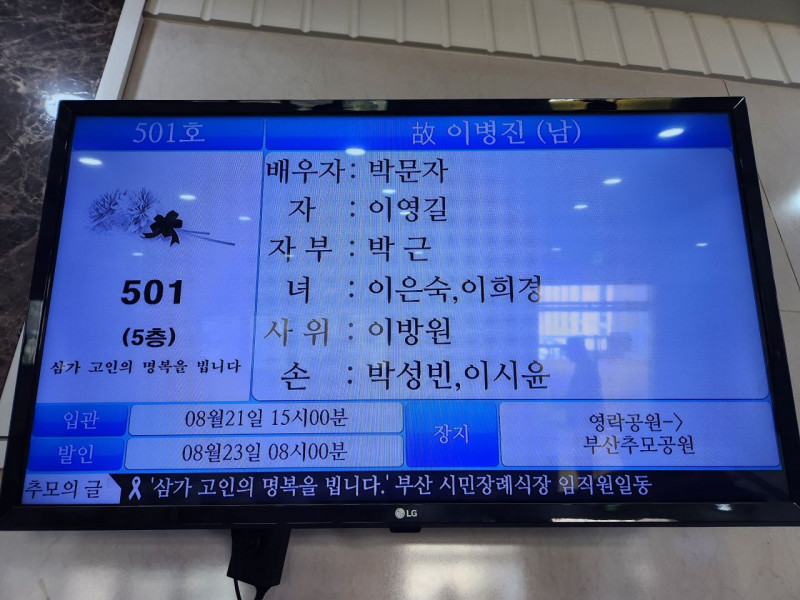 501호
故 이병진 (남)
501
(5층)
삼가 고인의 명복을 빕니다
배우자 : 박문자
자 : 이영길
자부 : 박 근
녀 : 이은숙,이희경
사위 : 이방원
손 : 박성빈,이시윤
입관 08월21일 15시00분
발인 08월23일 08시00분
장지 영락공원->
부산추모공원
추모의 글 '삼가 고인의 명복을 빕니다.' 부산 시민장례식장 임직원일동
LG